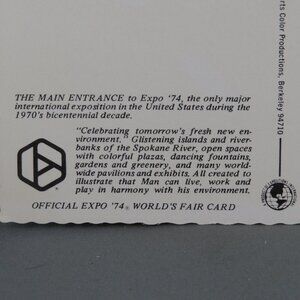 THE MAIN ENTRANCE to Expo '74, the only major
international exposition in the United States during the
1970's bicentennial decade.
"Celebrating tomorrow's fresh new en-
vironment," Glistening islands and river-
banks of the Spokane River, open spaces
with colorful plazas, dancing fountains,
gardens and greenery, and many world-
wide pavilions and exhibits. All created to
illustrate that Man can live, work and
play in harmony with his environment.
OFFICIAL EXPO '74® WORLD'S FAIR CARD
rts Color Productions, Berkeley 94710